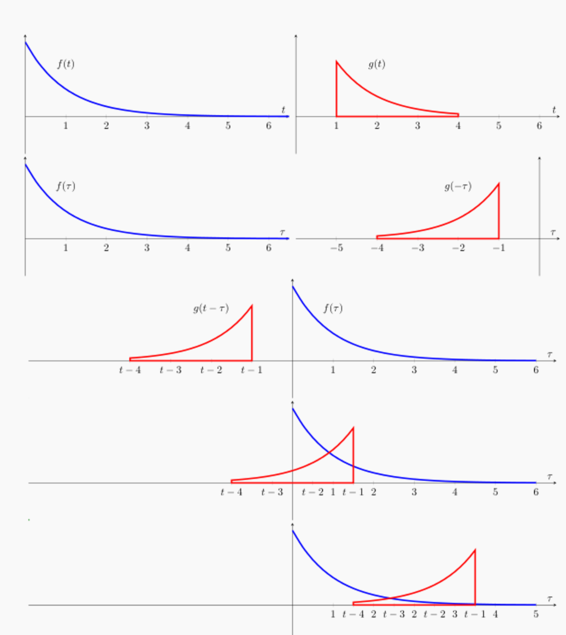 f(t) g(t)
t t
1 2 3 4 5 6 1 2 3 4 5 6
f(τ) g(−τ)
τ τ
1 2 3 4 5 6 −5 −4 −3 −2 −1
g(t − τ) f(τ)
τ
t − 4 t − 3 t − 2 t − 1 1 2 3 4 5 6
τ
t − 4 t − 3 t − 2 1 t − 1 2 3 4 5 6
τ
1 t − 4 2 t − 3 2 t − 2 3 t − 1 4 5